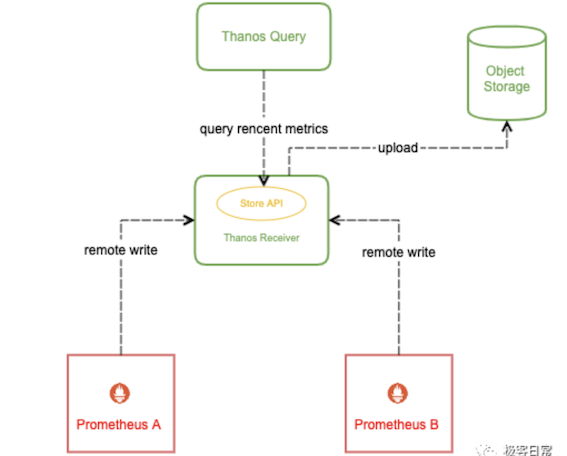 Thanos Query
Object
Storage
query rencent metrics
upload
Store API
Thanos Receiver
remote write
remote write
Prometheus A
Prometheus B
极客日常